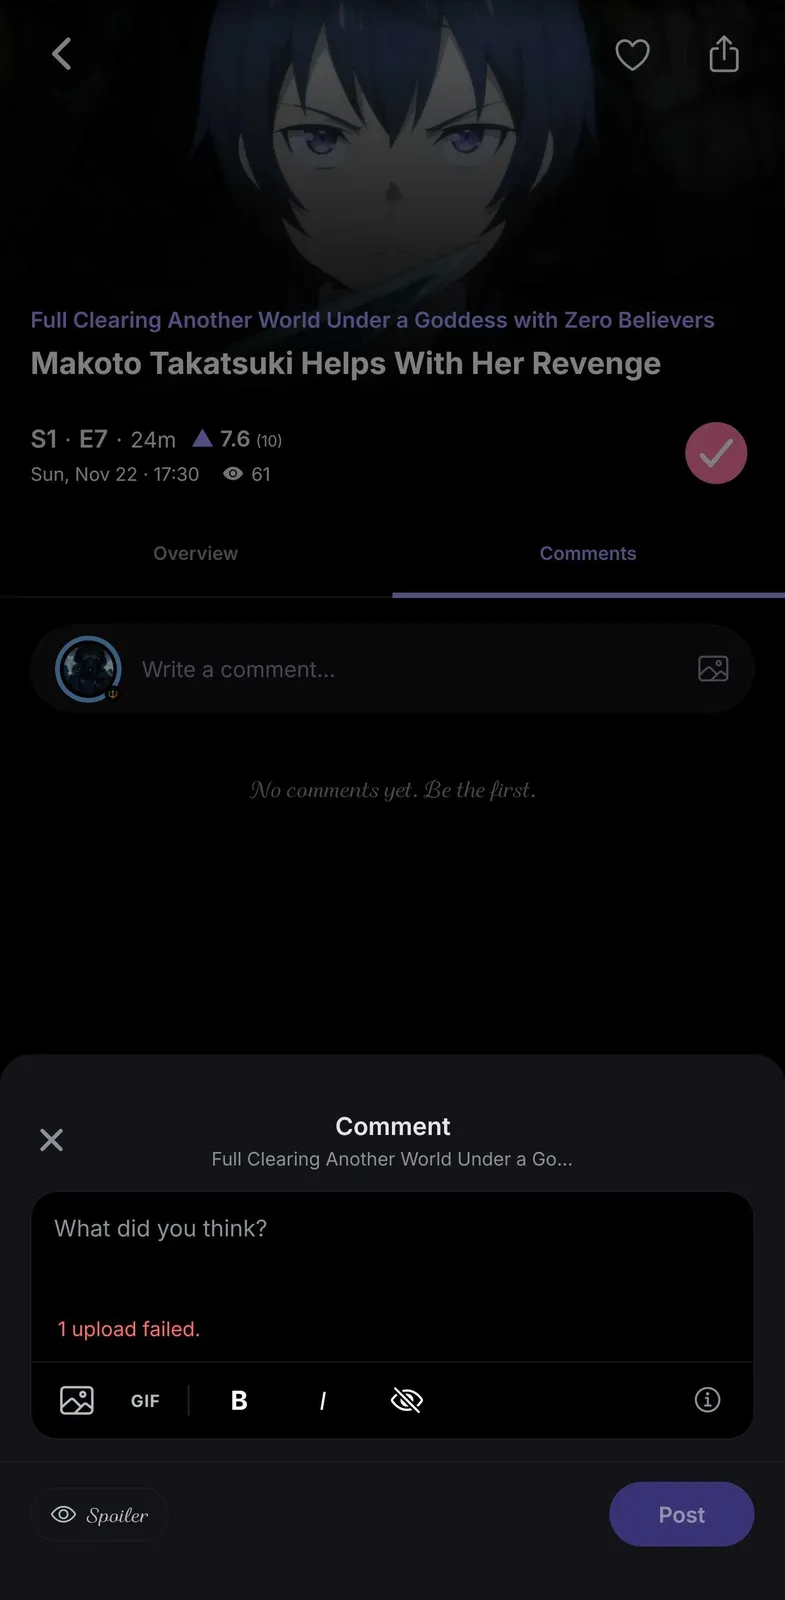 Full Clearing Another World Under a Goddess with Zero Believers
Makoto Takatsuki Helps With Her Revenge
S1 · E7 · 24m 7.6 (10)
Sun, Nov 22 · 17:30 61
Overview Comments
Write a comment...
No comments yet. Be the first.
Comment
Full Clearing Another World Under a Go...
What did you think?
1 upload failed.
GIF B I
Spoiler Post